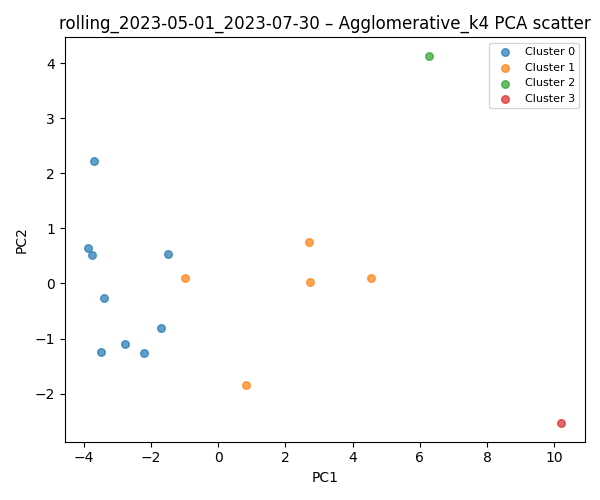 rolling_2023-05-01_2023-07-30 – Agglomerative_k4 PCA scatter
Cluster 0
Cluster 1
Cluster 2
Cluster 3
4
3
2
1
0
−1
−2
PC2
−4 −2 0 2 4 6 8 10
PC1